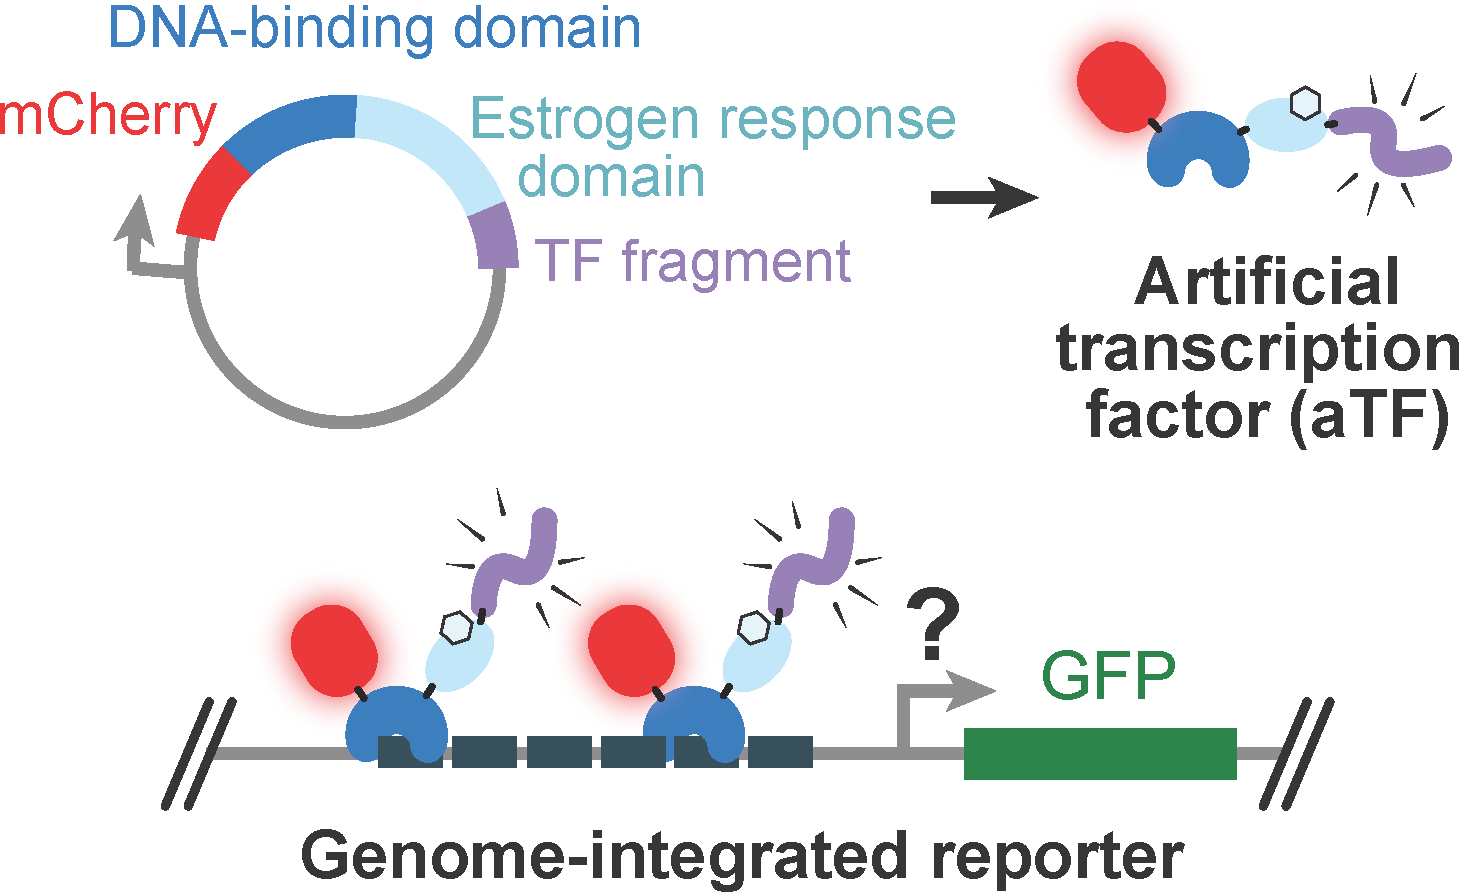 DNA-binding domain
mCherry
Estrogen response
domain
TF fragment
Artificial
transcription
factor (aTF)
?
GFP
Genome-integrated reporter